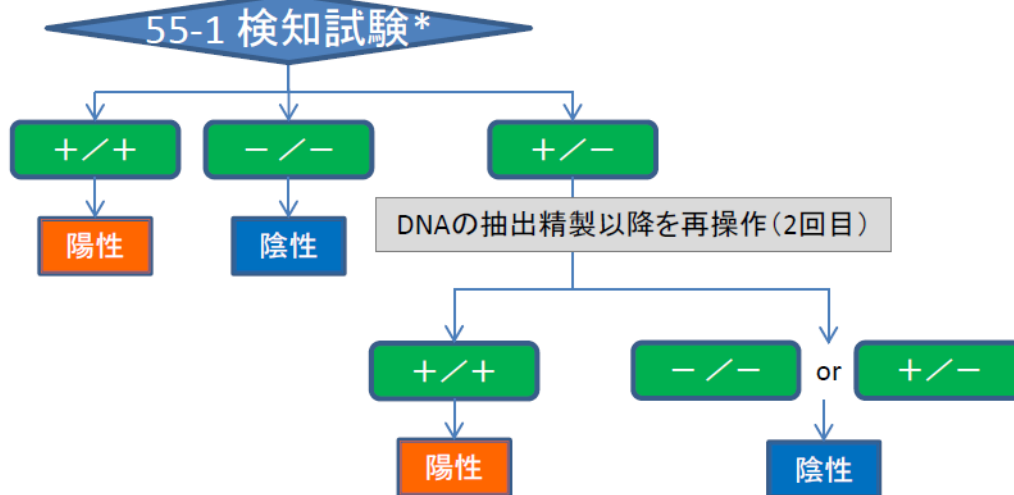 55-1 検知試験*
+／+
－／－
+／－
陽性
陰性
DNAの抽出精製以降を再操作（2回目）
+／+
－／－
or
+／－
陽性
陰性